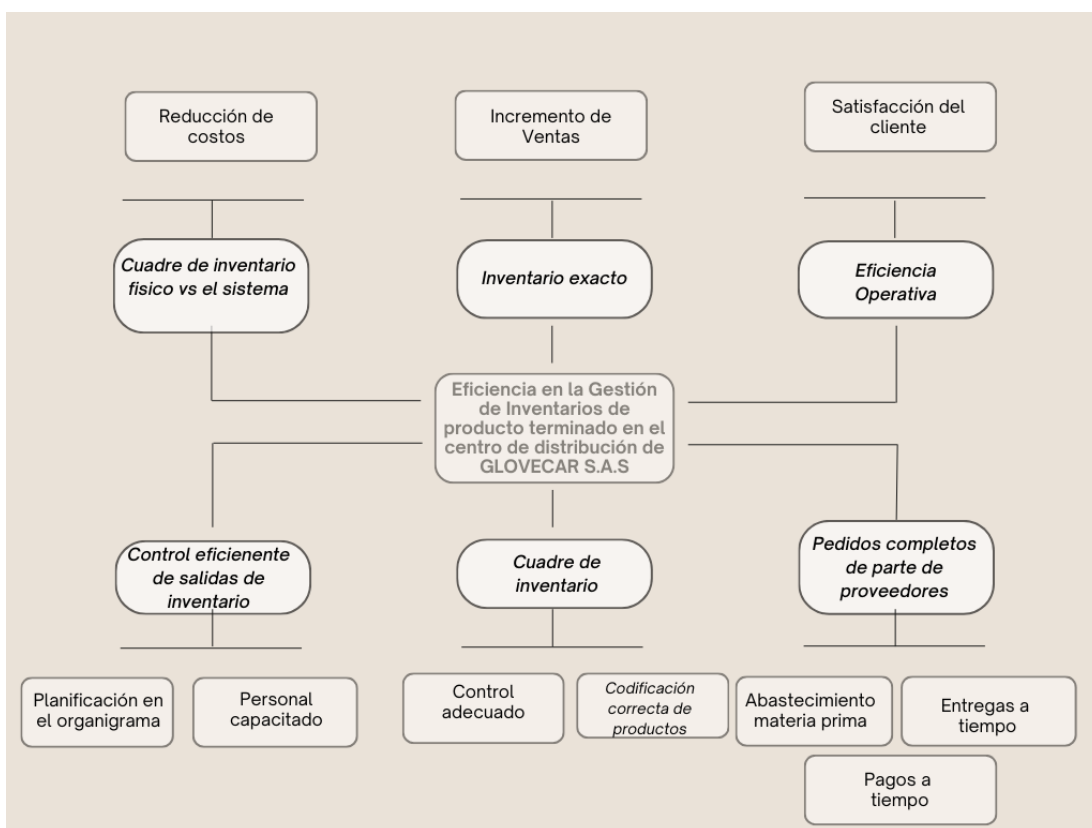 Reducción de
costos
Incremento de
Ventas
Satisfacción del
cliente
Cuadre de inventario
fisico vs el sistema
Inventario exacto
Eficiencia
Operativa
Eficiencia en la Gestión
de Inventarios de
producto terminado en el
centro de distribución de
GLOVECAR S.A.S
Control eficienente
de salidas de
inventario
Cuadre de
inventario
Pedidos completos
de parte de
proveedores
Planificación en
el organigrama
Personal
capacitado
Control
adecuado
Codificación
correcta de
productos
Abastecimiento
materia prima
Entregas a
tiempo
Pagos a
tiempo